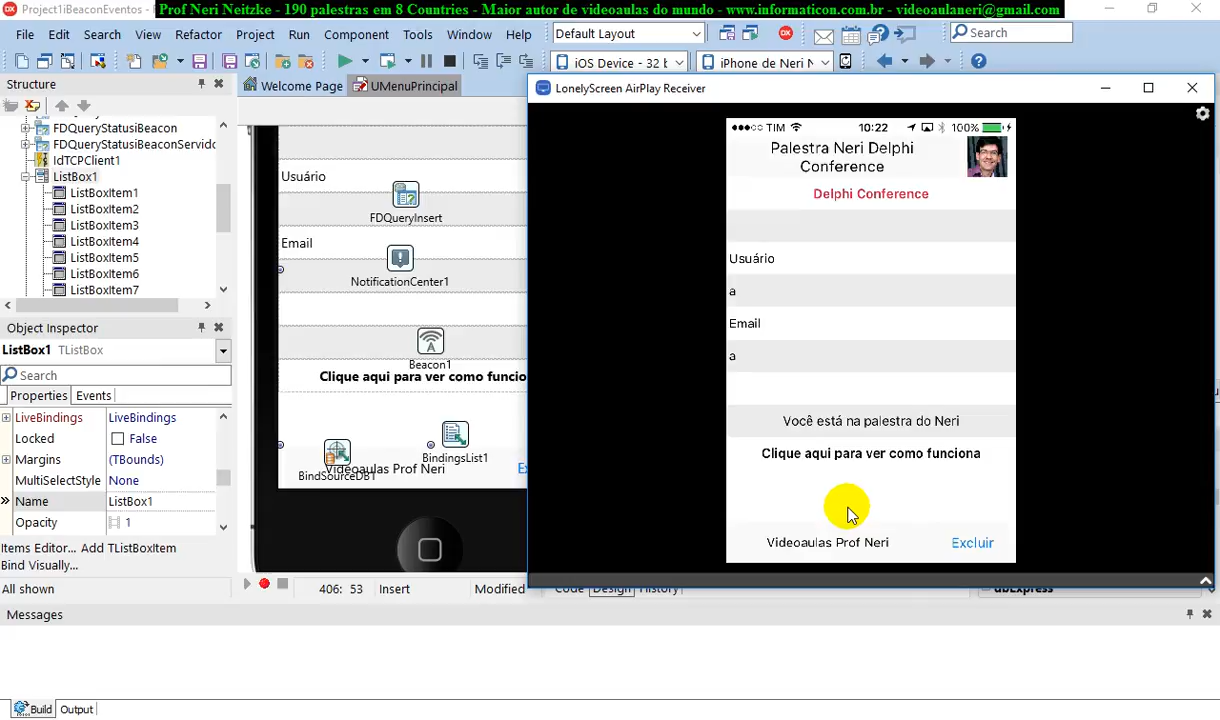 Project1iBeaconEventos
Prof Neri Neitzke - 190 palestras em 8 Countries - Maior autor de videoaulas do mundo - www.informaticon.com.br - videoaulaneri@gmail.com
File Edit Search View Refactor Project Run Component Tools Window Help
Default Layout
Search
iOS Device - 32 b
iPhone de Neri N
Structure
Welcome Page
UMenuPrincipal
FDQueryStatusiBeacon
FDQueryStatusiBeaconServido
IdTCPClient1
ListBox1
ListBoxItem1
ListBoxItem2
ListBoxItem3
ListBoxItem4
ListBoxItem5
ListBoxItem6
ListBoxItem7
Object Inspector
ListBox1 TListBox
Search
Properties Events
LiveBindings LiveBindings
Locked False
Margins (TBounds)
MultiSelectStyle None
Name ListBox1
Opacity 1
Items Editor... Add TListBoxItem
Bind Visually...
All shown
Usuário
FDQueryInsert
Email
NotificationCenter1
Beacon1
Clique aqui para ver como funcio
BindingsList1
Videoaulas Prof Neri
BindSourceDB1
406: 53 Insert Modified
Code Design History
dbExpress
LonelyScreen AirPlay Receiver
TIM 10:22 100%
Palestra Neri Delphi
Conference
Delphi Conference
Usuário
a
Email
a
Você está na palestra do Neri
Clique aqui para ver como funciona
Videoaulas Prof Neri Excluir
Messages
Build Output